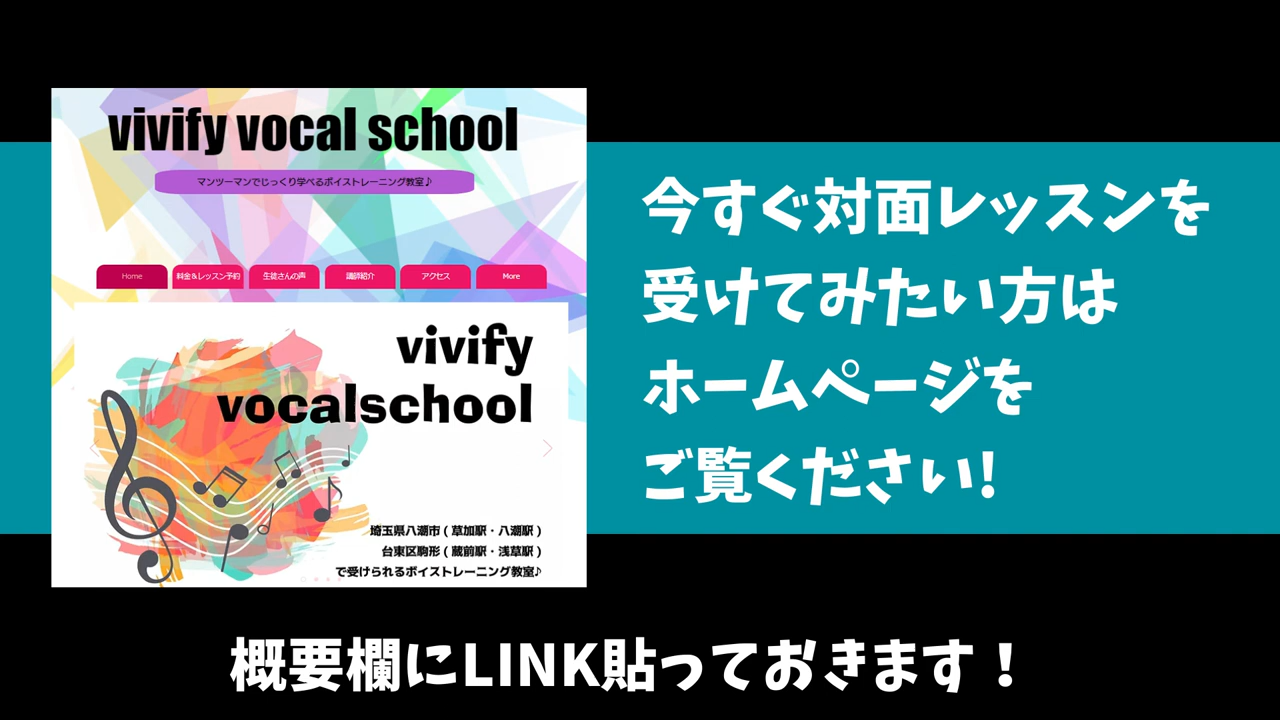 vivify vocal school
マンツーマンでじっくり学べるボイストレーニング教室♪
Home 料金&レッスン予約 生徒さんの声 講師紹介 アクセス More
vivify
vocalschool
埼玉県八潮市 ( 草加駅・八潮駅 )
台東区駒形 ( 蔵前駅・浅草駅 )
で受けられるボイストレーニング教室♪
今すぐ対面レッスンを
受けてみたい方は
ホームページを
ご覧ください!
概要欄にLINK貼っておきます！